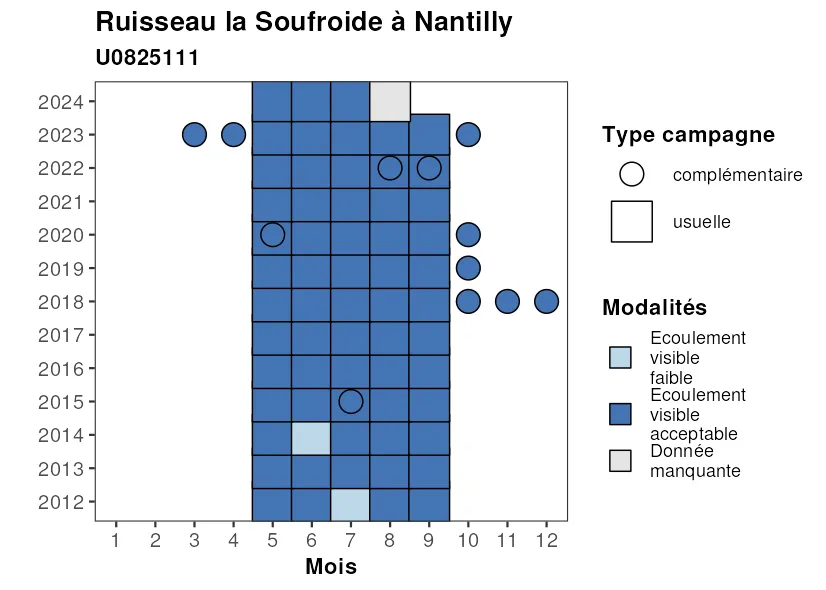 Ruisseau la Soufroide à Nantilly
U0825111
2024
2023
2022
2021
2020
2019
2018
2017
2016
2015
2014
2013
2012
1 2 3 4 5 6 7 8 9 10 11 12
Mois
Type campagne
complémentaire
usuelle
Modalités
Ecoulement
visible
faible
Ecoulement
visible
acceptable
Donnée
manquante